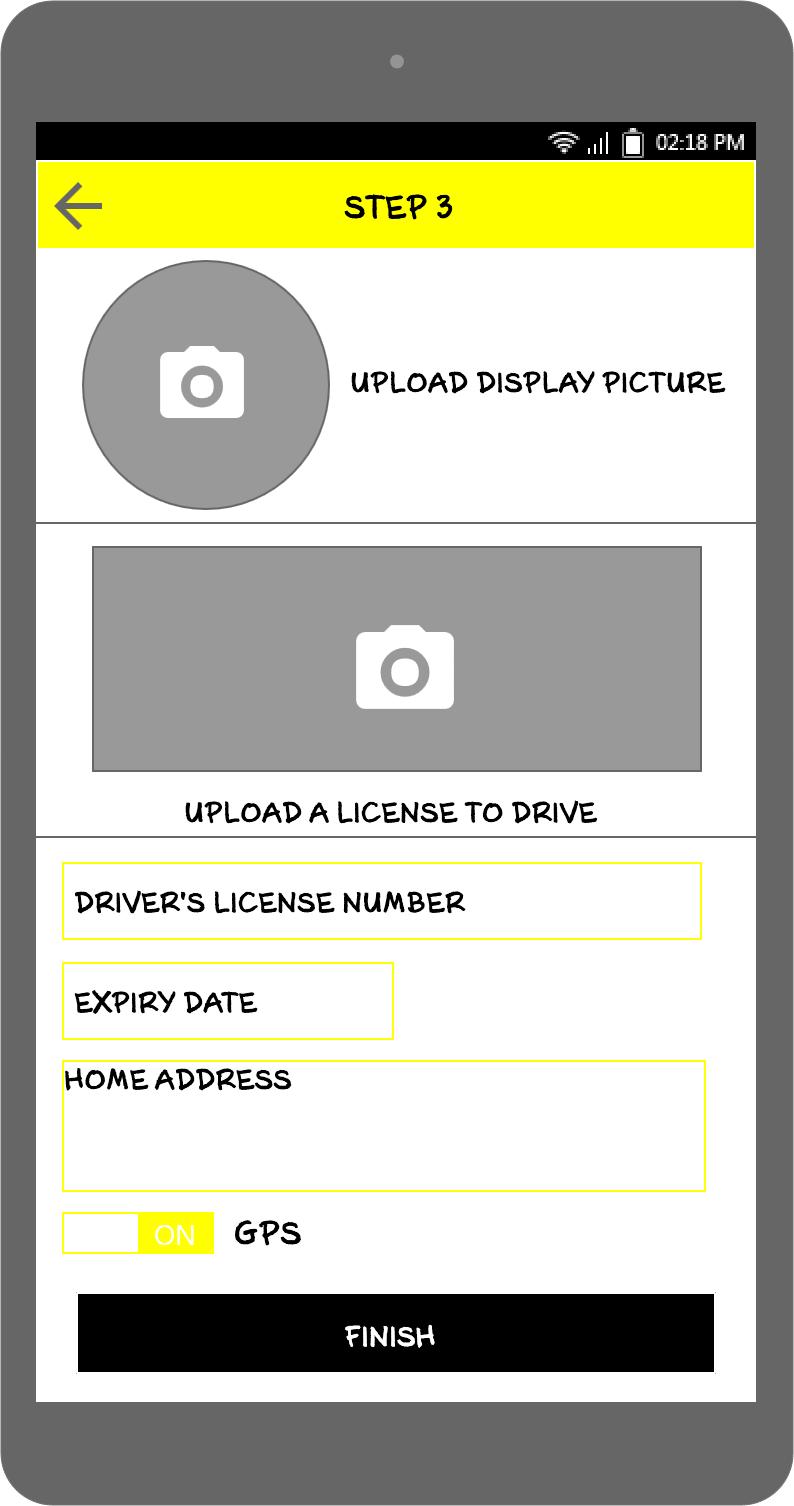 02:18 PM
STEP 3
UPLOAD DISPLAY PICTURE
UPLOAD A LICENSE TO DRIVE
DRIVER'S LICENSE NUMBER
EXPIRY DATE
HOME ADDRESS
ON GPS
FINISH